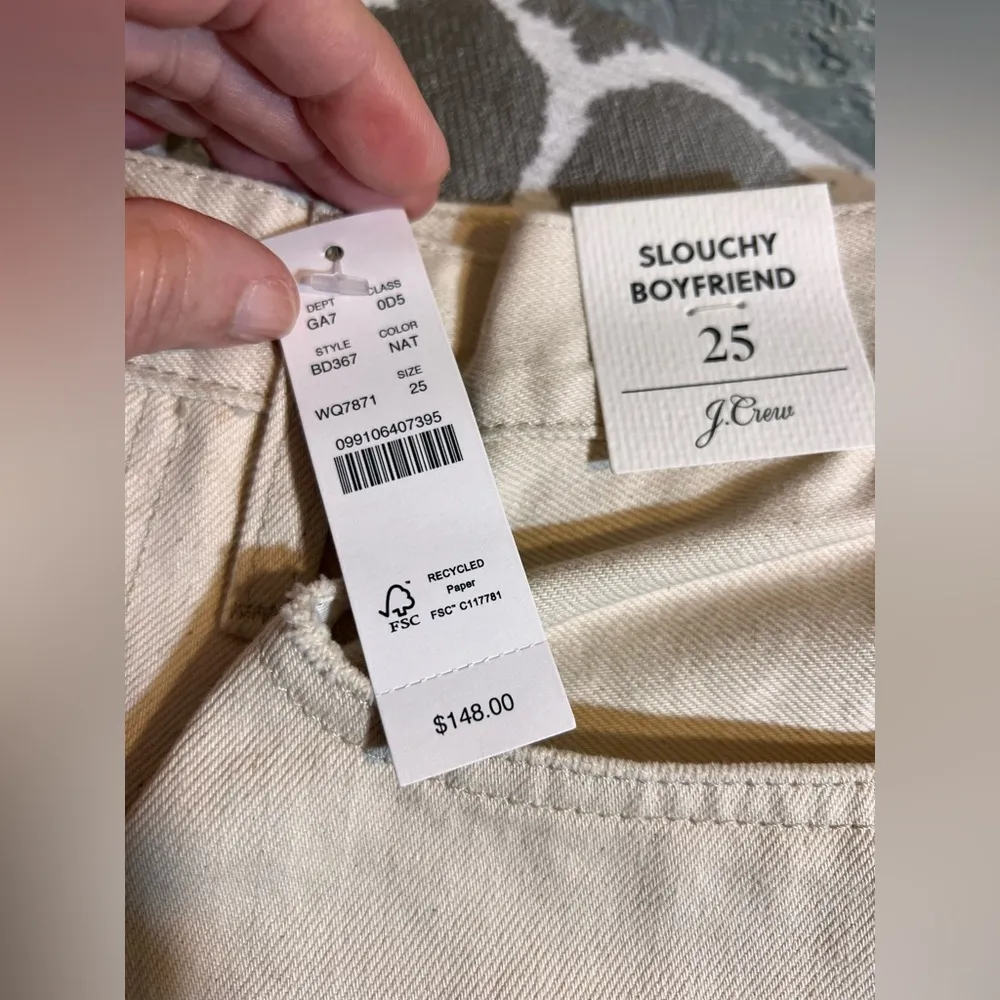 DEPT CLASS
GA7 0D5
STYLE COLOR
BD367 NAT
SIZE
WQ7871 25
099106407395
RECYCLED
Paper
FSC™ C117781
FSC
$148.00
SLOUCHY
BOYFRIEND
25
J.Crew